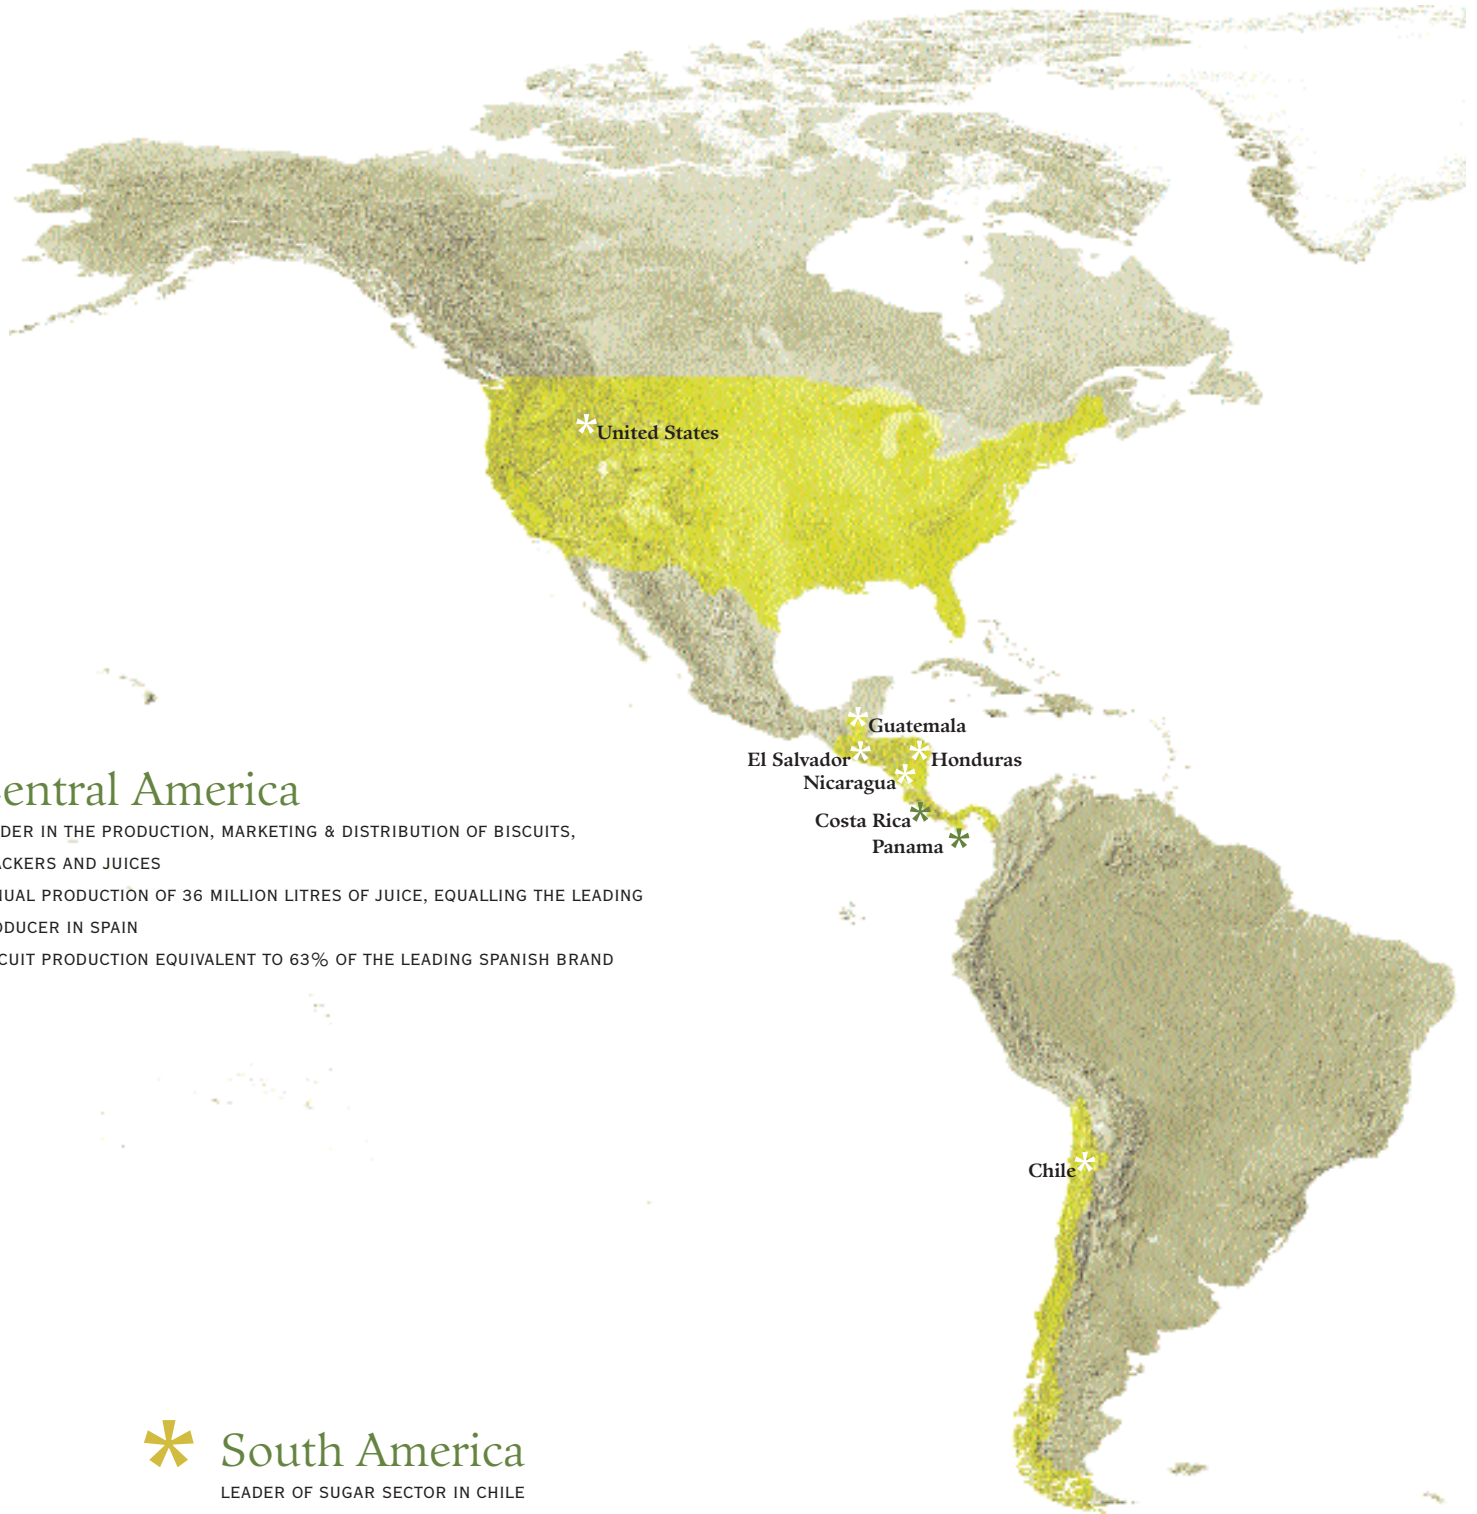 *United States
*Guatemala
El Salvador*
*Honduras
Nicaragua*
Costa Rica*
Panama*
entral America
DER IN THE PRODUCTION, MARKETING & DISTRIBUTION OF BISCUITS,
ACKERS AND JUICES
NUAL PRODUCTION OF 36 MILLION LITRES OF JUICE, EQUALLING THE LEADING
ODUCER IN SPAIN
CUIT PRODUCTION EQUIVALENT TO 63% OF THE LEADING SPANISH BRAND
Chile*
* South America
LEADER OF SUGAR SECTOR IN CHILE